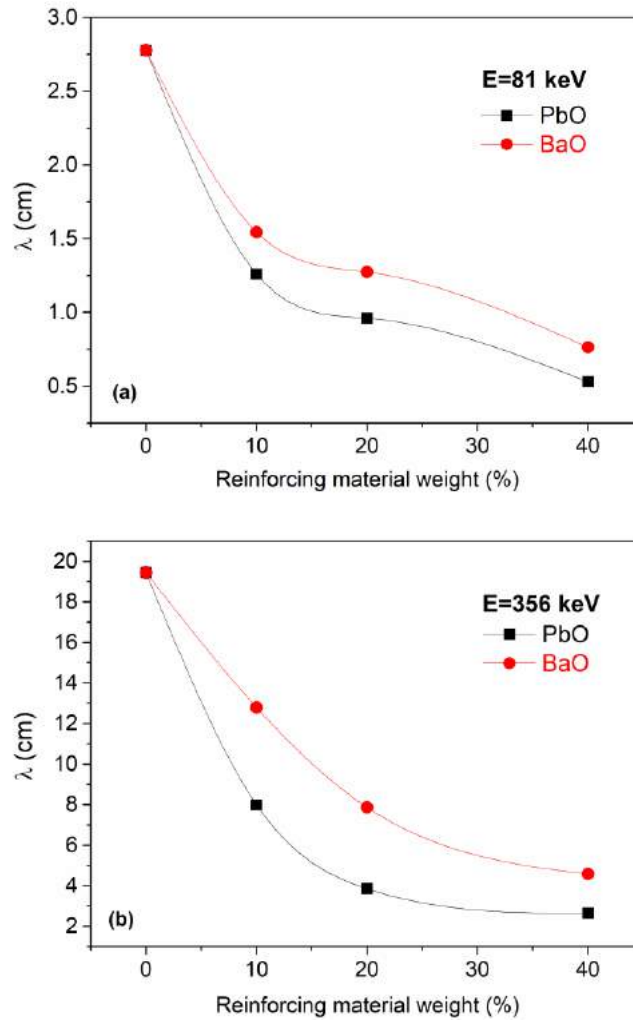 3.0
2.5
2.0
1.5
1.0
0.5
λ (cm)
E=81 keV
PbO
BaO
(a)
0 10 20 30 40
Reinforcing material weight (%)
20
18
16
14
12
10
8
6
4
2
λ (cm)
E=356 keV
PbO
BaO
(b)
0 10 20 30 40
Reinforcing material weight (%)